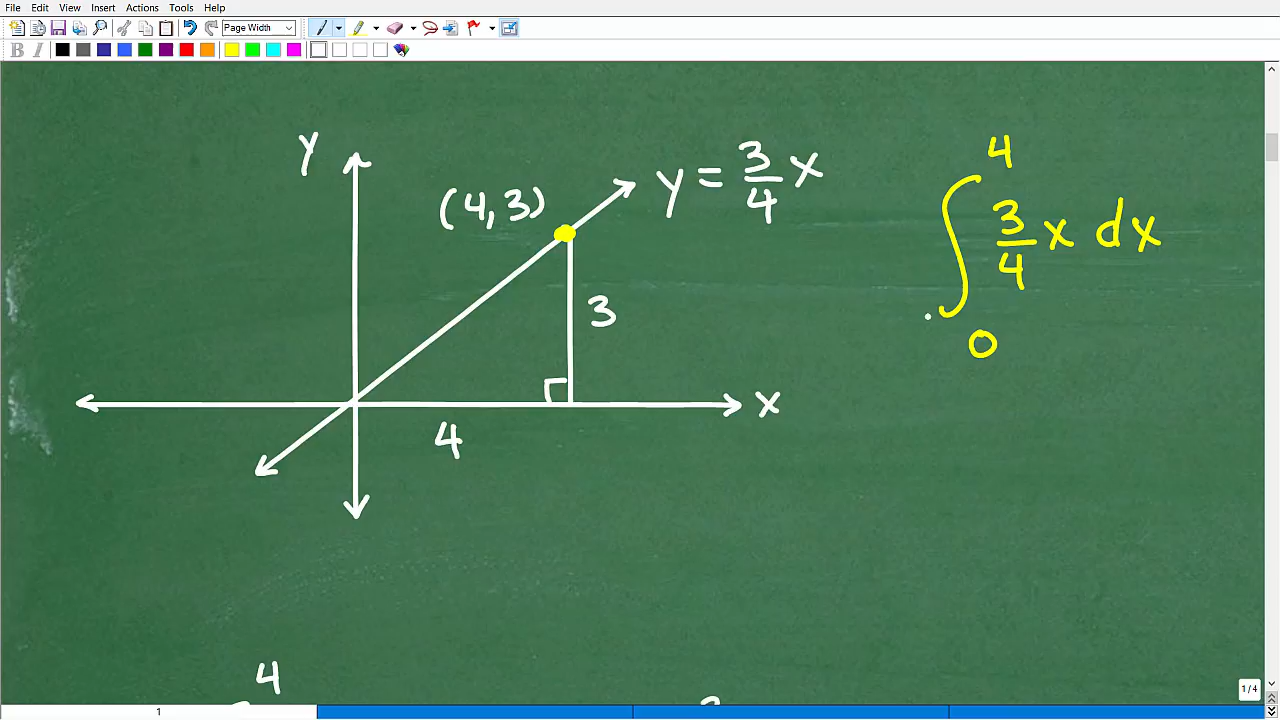 File Edit View Insert Actions Tools Help
Page Width
B I
y
(4,3)
y = 3/4 x
3
4
x
4
∫ 3/4 x dx
0
4
1/4
1